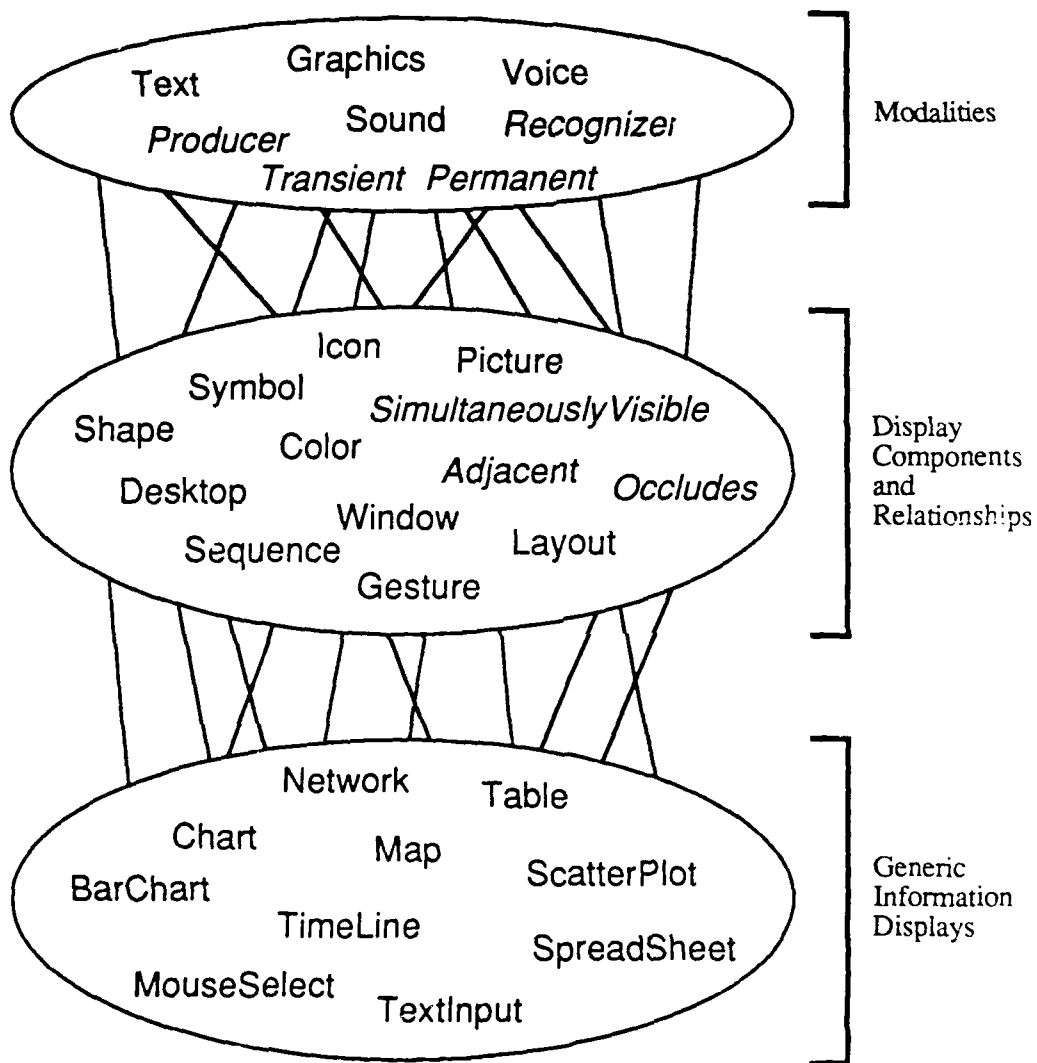 Text
Graphics
Voice
Producer
Sound
Recognizer
Transient Permanent
Modalities
Icon
Picture
Symbol
SimultaneouslyVisible
Shape
Color
Adjacent
Desktop
Occludes
Window
Sequence
Layout
Gesture
Display
Components
and
Relationships
Network
Table
Chart
Map
ScatterPlot
BarChart
TimeLine
SpreadSheet
MouseSelect
TextInput
Generic
Information
Displays